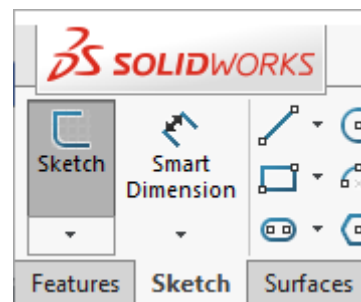 SOLIDWORKS
Sketch
Smart
Dimension
Features Sketch Surfaces